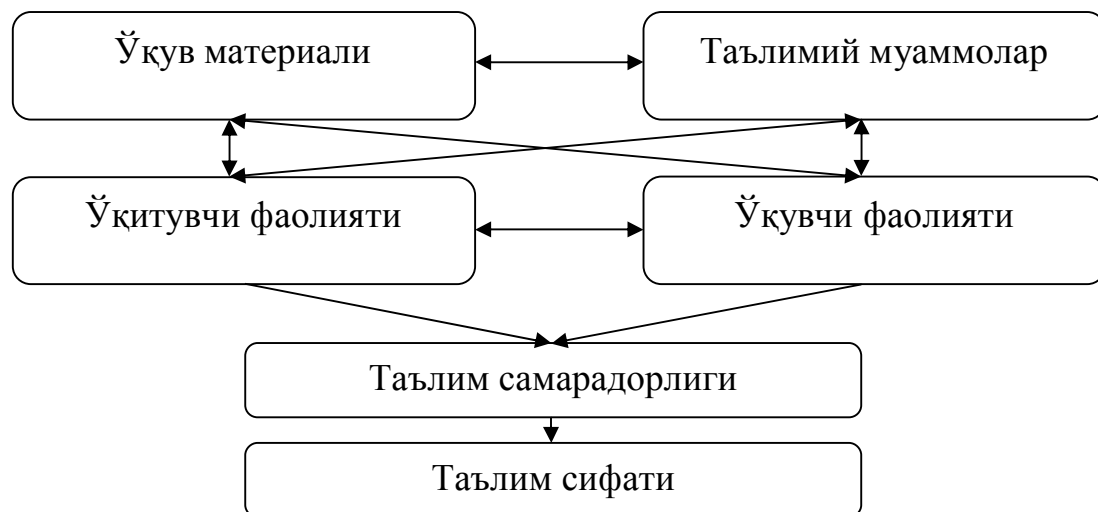 Ўқув материали
Таълимий муаммолар
Ўқитувчи фаолияти
Ўқувчи фаолияти
Таълим самарадорлиги
Таълим сифати